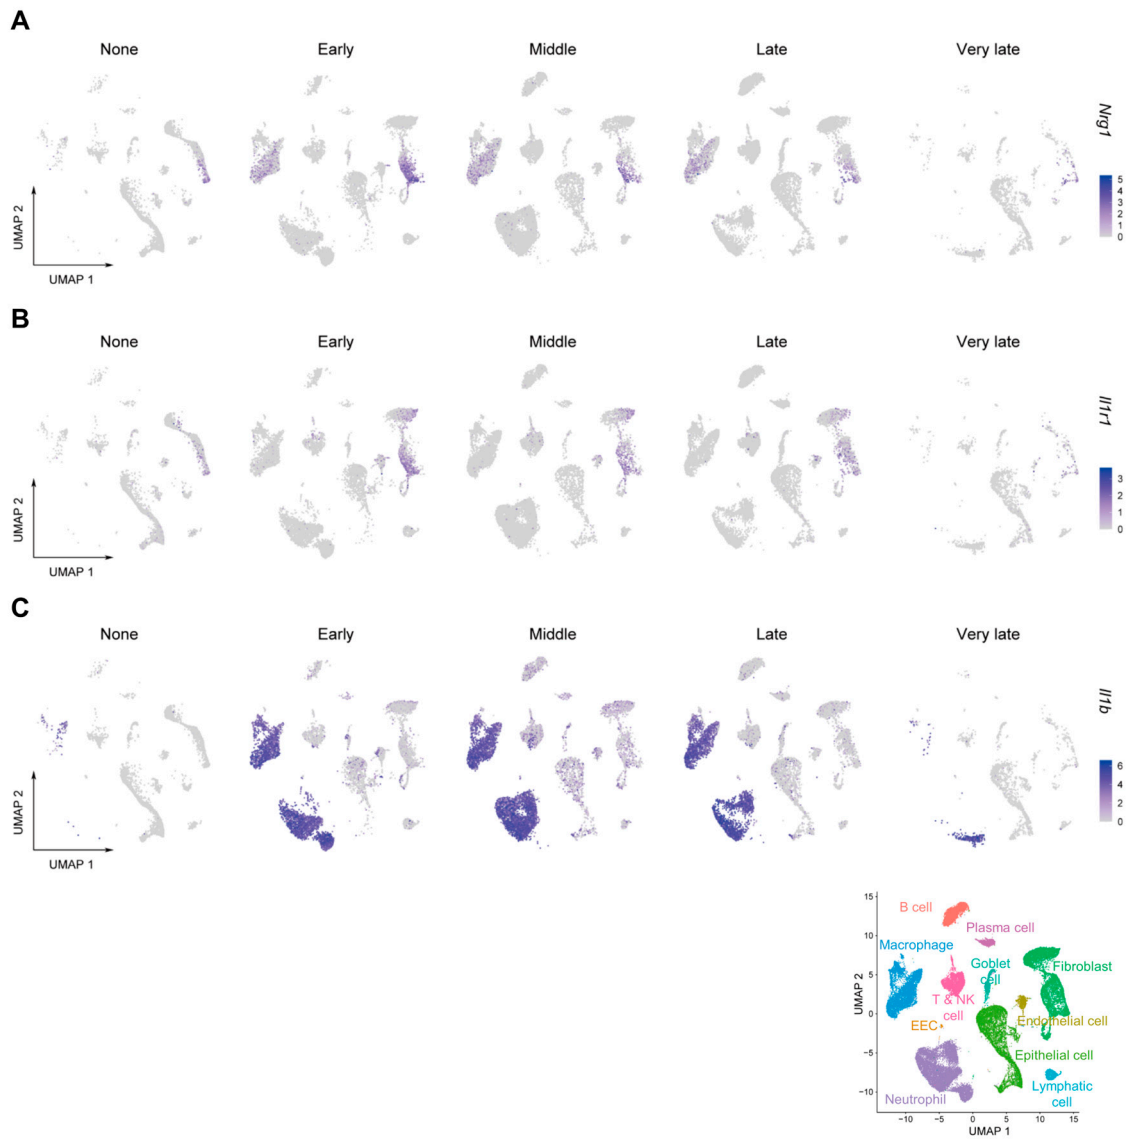 A
None Early Middle Late Very late
Nrg1
5
4
3
2
1
0
UMAP 2
UMAP 1
B
None Early Middle Late Very late
Il1r1
3
2
1
0
UMAP 2
UMAP 1
C
None Early Middle Late Very late
Il1b
6
4
2
0
UMAP 2
UMAP 1
15
10
5
0
−5
−10
UMAP 2
B cell
Plasma cell
Macrophage
Goblet
cell
Fibroblast
T & NK
cell
EEC
Endothelial cell
Epithelial cell
Neutrophil
Lymphatic
cell
−10 −5 0 5 10 15
UMAP 1